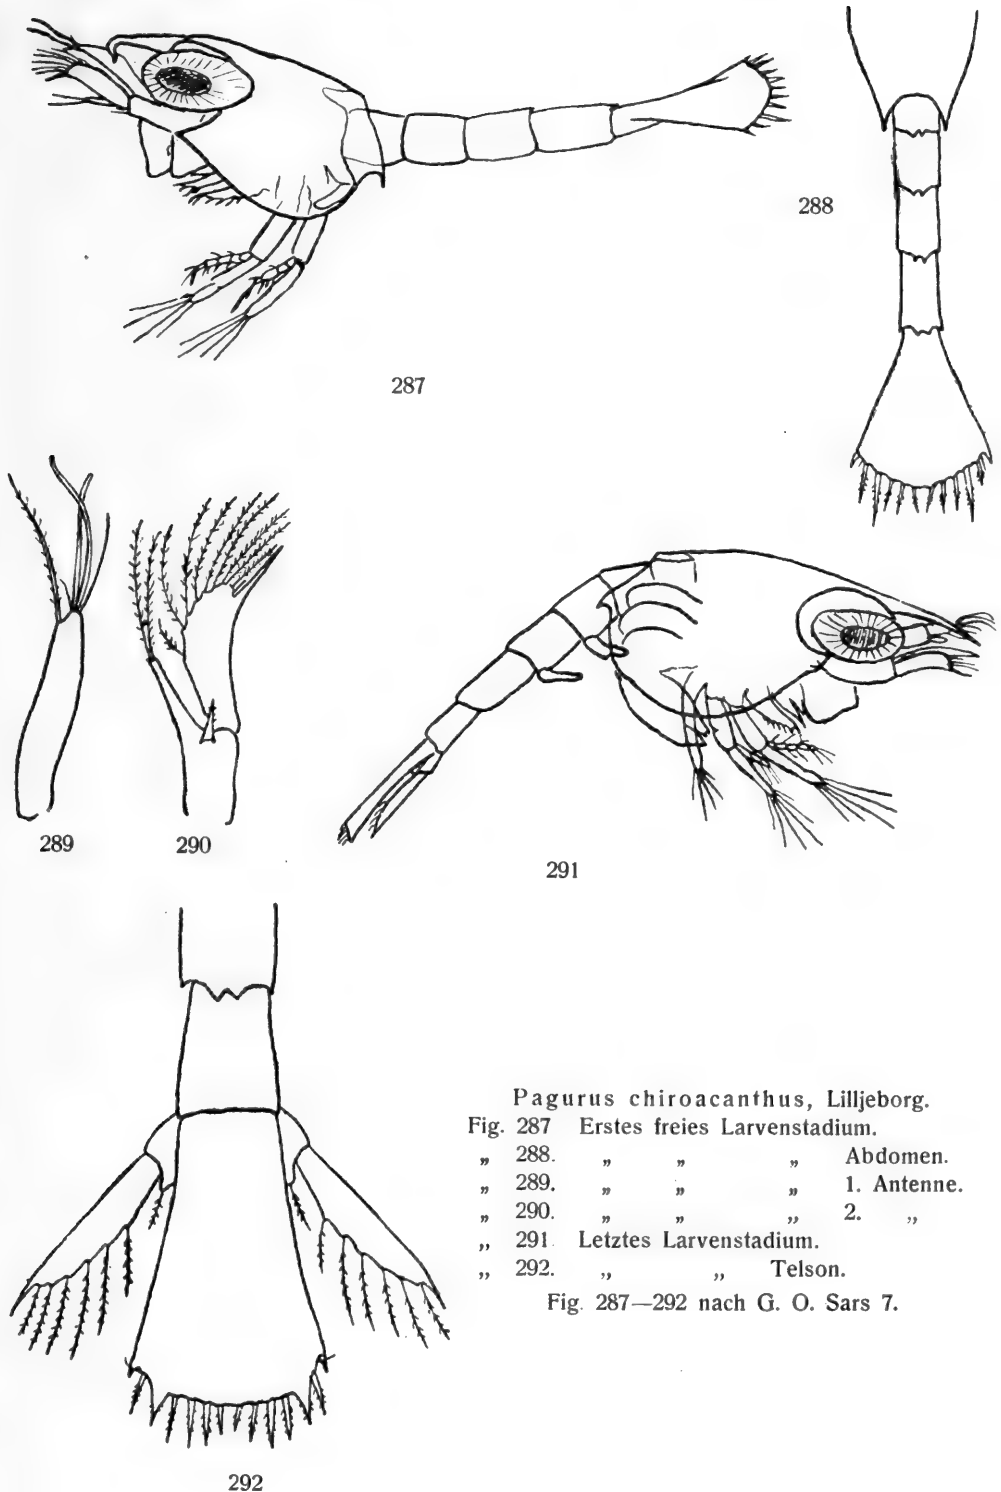 288
287
289
290
291
Pagurus chiroacanthus, Lilljeborg.
Fig. 287 Erstes freies Larvenstadium.
„ 288. „ „ „ Abdomen.
„ 289. „ „ „ 1. Antenne.
„ 290. „ „ „ 2. „
„ 291 Letztes Larvenstadium.
„ 292. „ „ Telson.
Fig. 287—292 nach G. O. Sars 7.
292